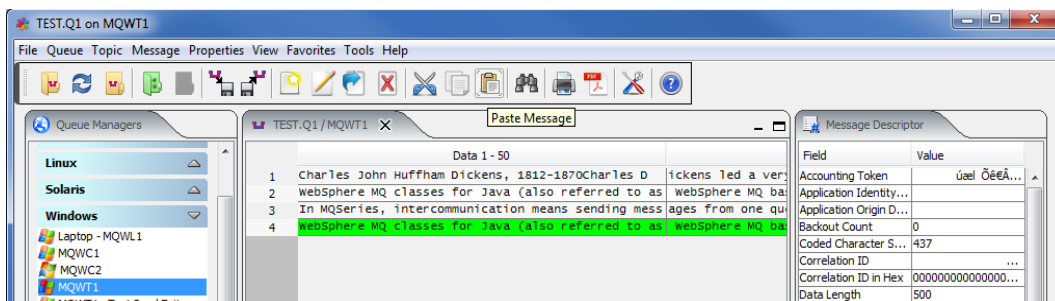 TEST.Q1 on MQWT1
File Queue Topic Message Properties View Favorites Tools Help
PDF
Paste Message
Queue Managers
TEST.Q1 / MQWT1
Message Descriptor
Data 1 - 50
Field Value
Linux
Solaris
Windows
Laptop - MQWL1
MQWC1
MQWC2
MQWT1
1 Charles John Huffham Dickens, 1812-1870Charles D ickens led a very
2 WebSphere MQ classes for Java (also referred to as WebSphere MQ ba
3 In MQSeries, intercommunication means sending mess ages from one qu
4 WebSphere MQ classes for Java (also referred to as WebSphere MQ ba
Accounting Token úæl Õê€Â...
Application Identity...
Application Origin D...
Backout Count 0
Coded Character S... 437
Correlation ID ...
Correlation ID in Hex 000000000000000...
Data Length 500